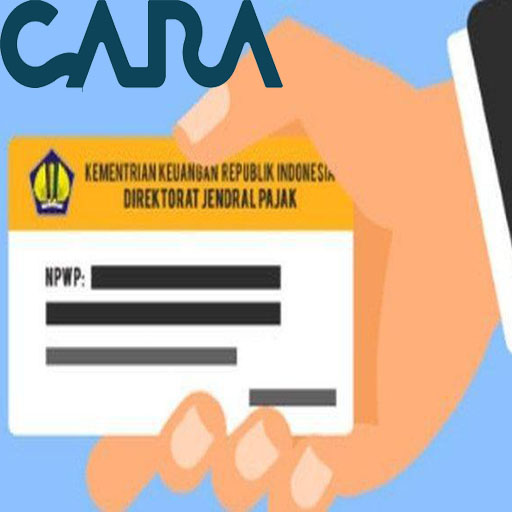 CARA
KEMENTRIAN KEUANGAN REPUBLIK INDONESIA
DIREKTORAT JENDRAL PAJAK
NPWP: